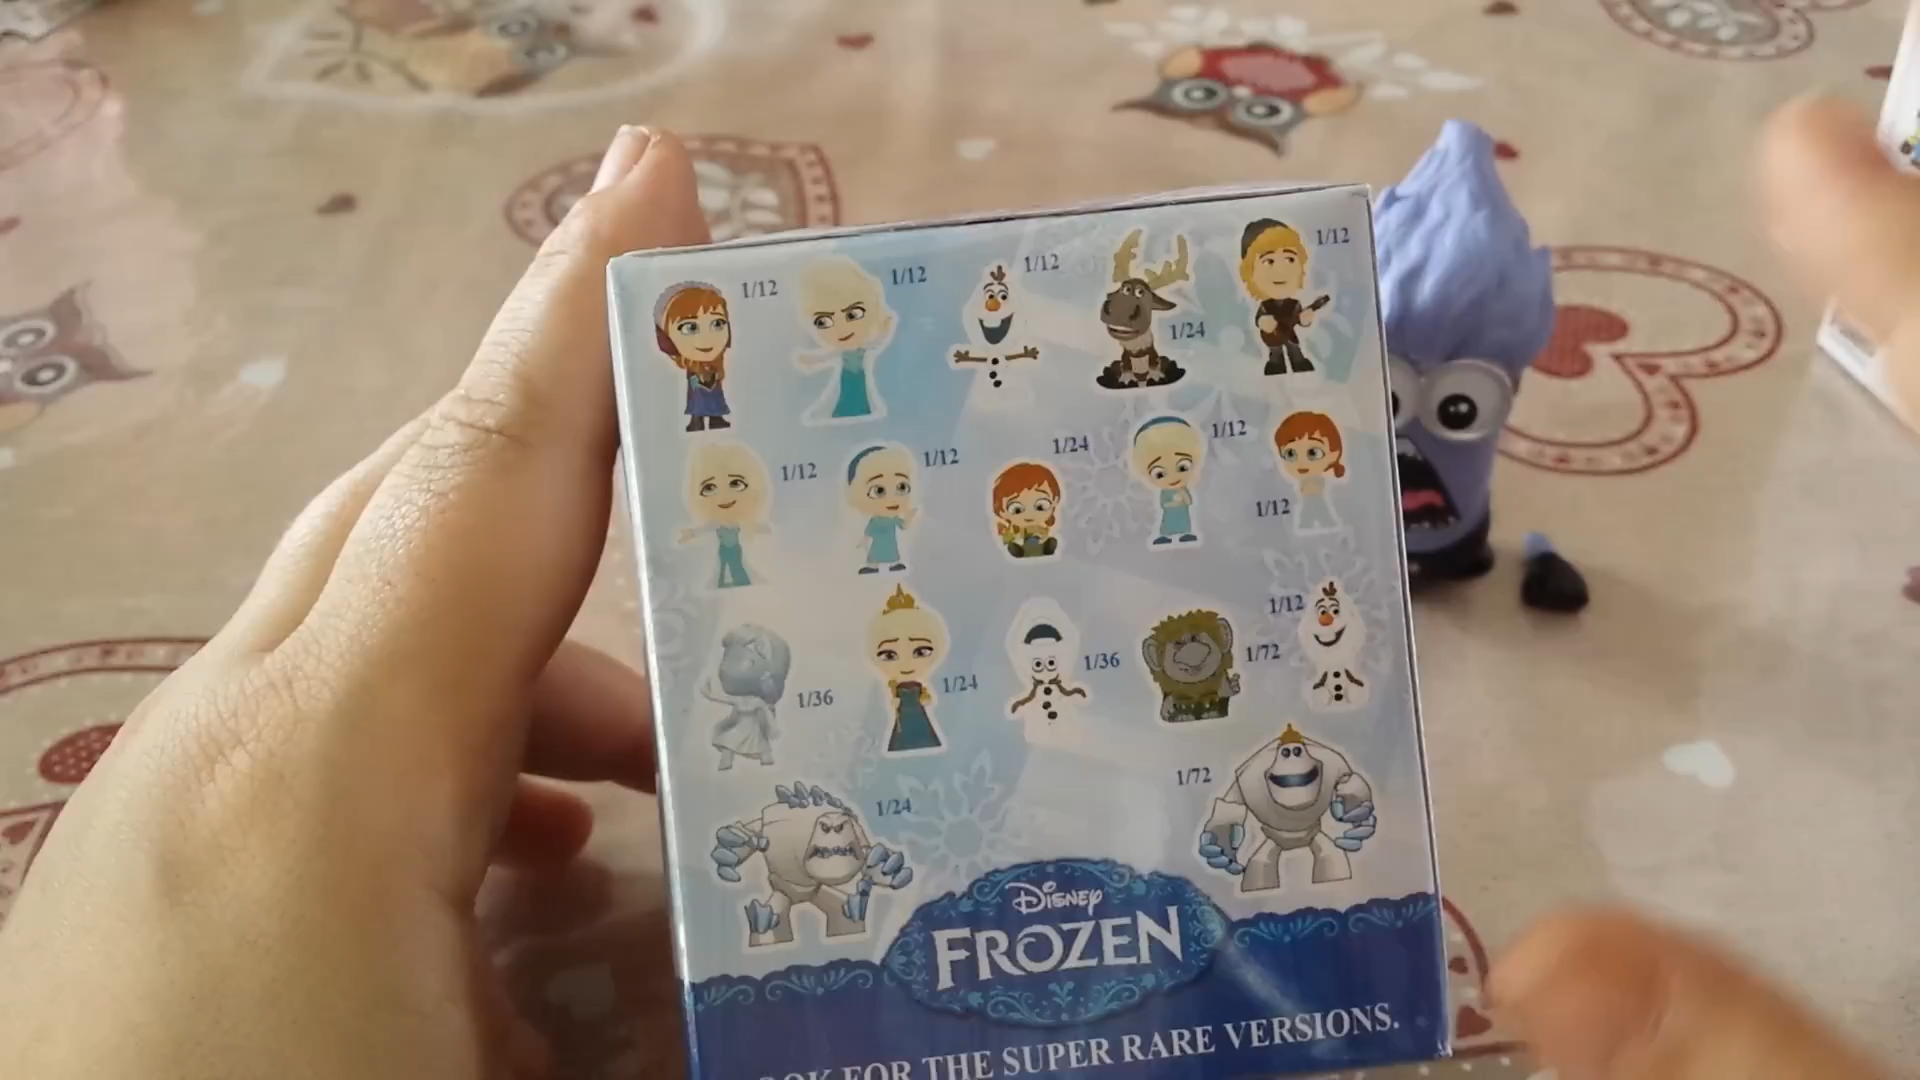 1/12 1/12 1/12 1/24 1/12
1/12 1/12 1/24 1/12 1/12
1/36 1/24 1/36 1/72 1/12
1/24 1/72
DISNEY
FROZEN
FOR THE SUPER RARE VERSIONS.